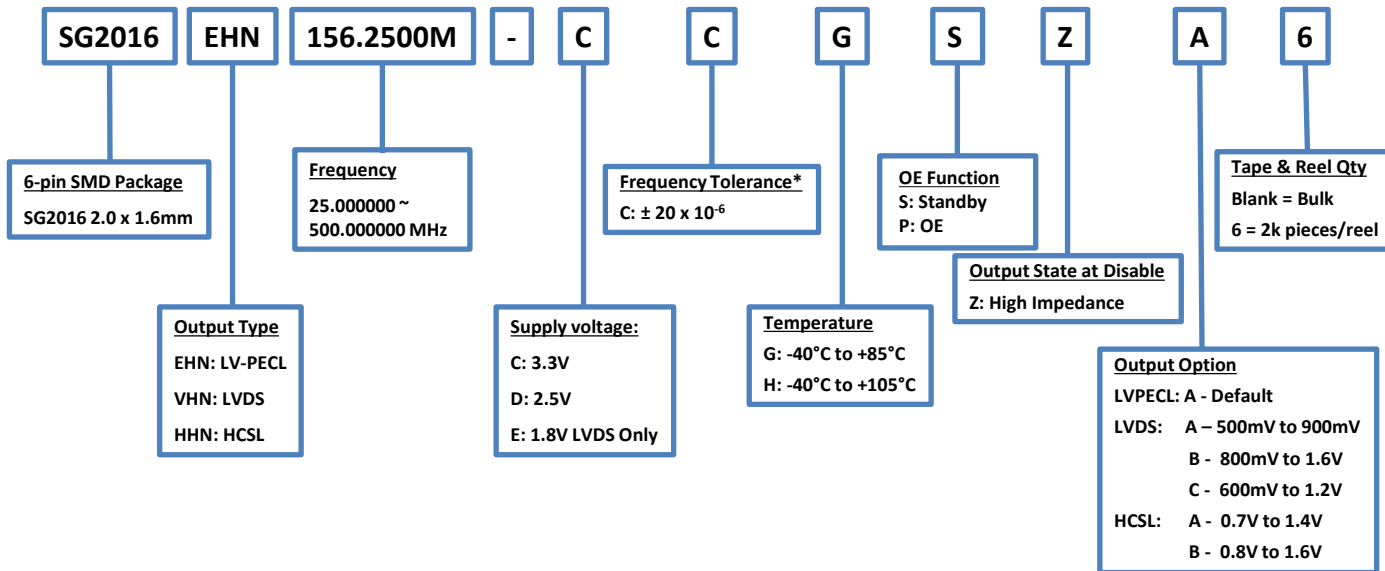 SG2016 EHN 156.2500M - C C G S Z A 6
6-pin SMD Package
SG2016 2.0 x 1.6mm
Output Type
EHN: LV-PECL
VHN: LVDS
HHN: HCSL
Frequency
25.000000 ~
500.000000 MHz
Supply voltage:
C: 3.3V
D: 2.5V
E: 1.8V LVDS Only
Frequency Tolerance*
C: ± 20 x 10⁻⁶
Temperature
G: -40°C to +85°C
H: -40°C to +105°C
OE Function
S: Standby
P: OE
Output State at Disable
Z: High Impedance
Output Option
LVPECL: A - Default
LVDS: A – 500mV to 900mV
B - 800mV to 1.6V
C - 600mV to 1.2V
HCSL: A - 0.7V to 1.4V
B - 0.8V to 1.6V
Tape & Reel Qty
Blank = Bulk
6 = 2k pieces/reel